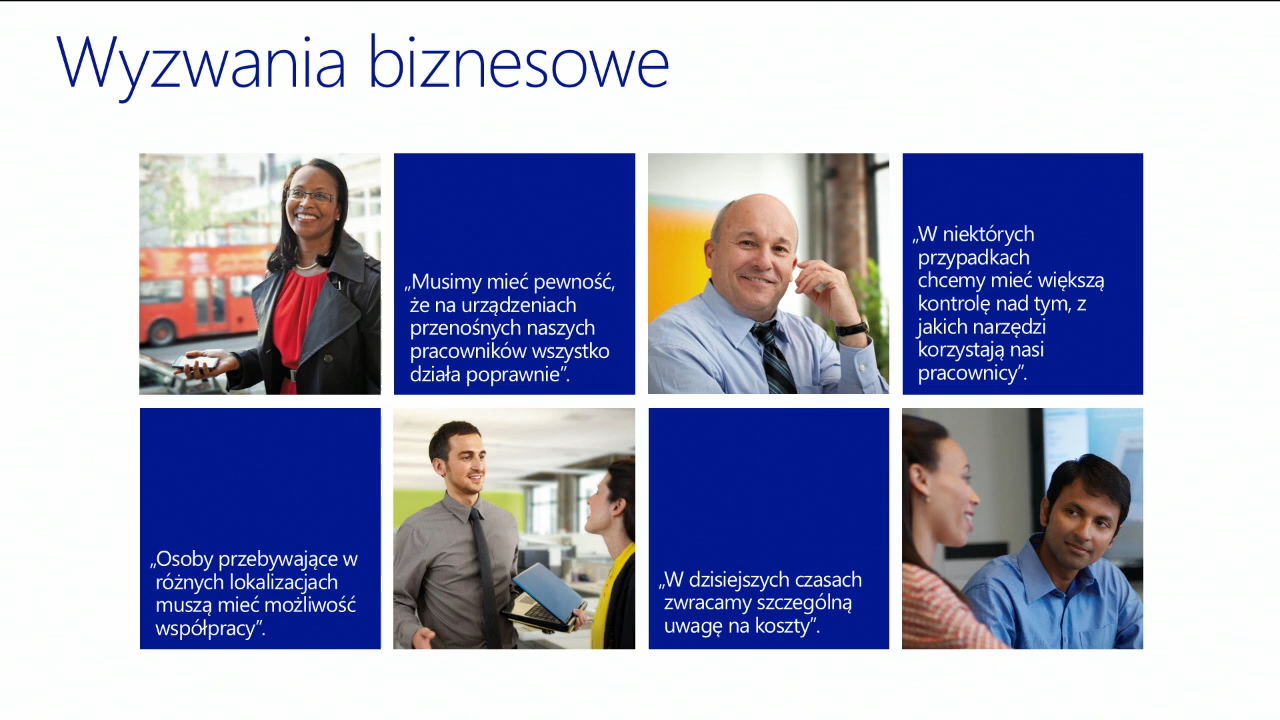 Wyzwania biznesowe
„Musimy mieć pewność,
że na urządzeniach
przenośnych naszych
pracowników wszystko
działa poprawnie”.
„W niektórych
przypadkach
chcemy mieć większą
kontrolę nad tym, z
jakich narzędzi
korzystają nasi
pracownicy”.
„Osoby przebywające w
różnych lokalizacjach
muszą mieć możliwość
współpracy”.
„W dzisiejszych czasach
zwracamy szczególną
uwagę na koszty”.